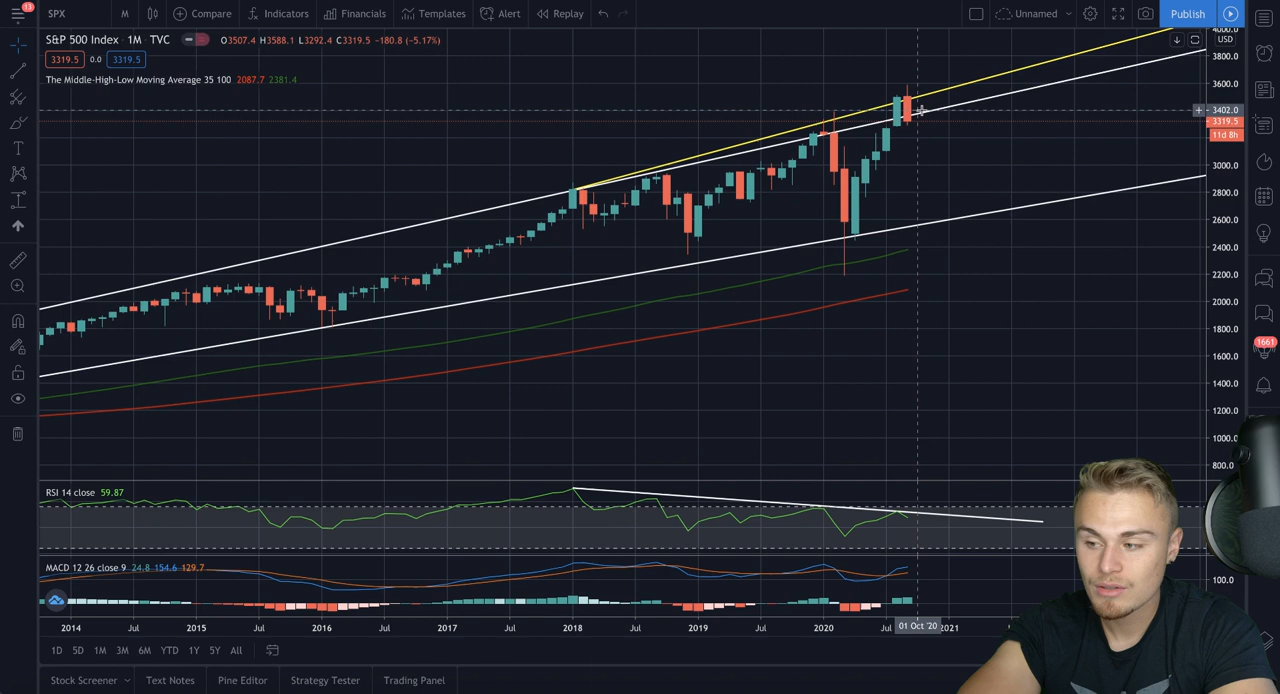 13
SPX
M
Compare
Indicators
Financials
Templates
Alert
Replay
Unnamed
Publish
S&P 500 Index · 1M · TVC
O3507.4 H3588.1 L3292.4 C3319.5 −180.8 (−5.17%)
3319.5 0.0 3319.5
The Middle-High-Low Moving Average 35 100 2087.7 2381.4
USD
4000.0
3800.0
3600.0
3402.0
3319.5
11d 8h
3000.0
2800.0
2600.0
2400.0
2200.0
2000.0
1800.0
1600.0
1400.0
1200.0
1000.0
800.0
1661
RSI 14 close 59.87
MACD 12 26 close 9 24.8 154.6 129.7
100.0
2014 Jul 2015 Jul 2016 Jul 2017 Jul 2018 Jul 2019 Jul 2020 Jul 01 Oct '20 2021
1D 5D 1M 3M 6M YTD 1Y 5Y All
Stock Screener Text Notes Pine Editor Strategy Tester Trading Panel